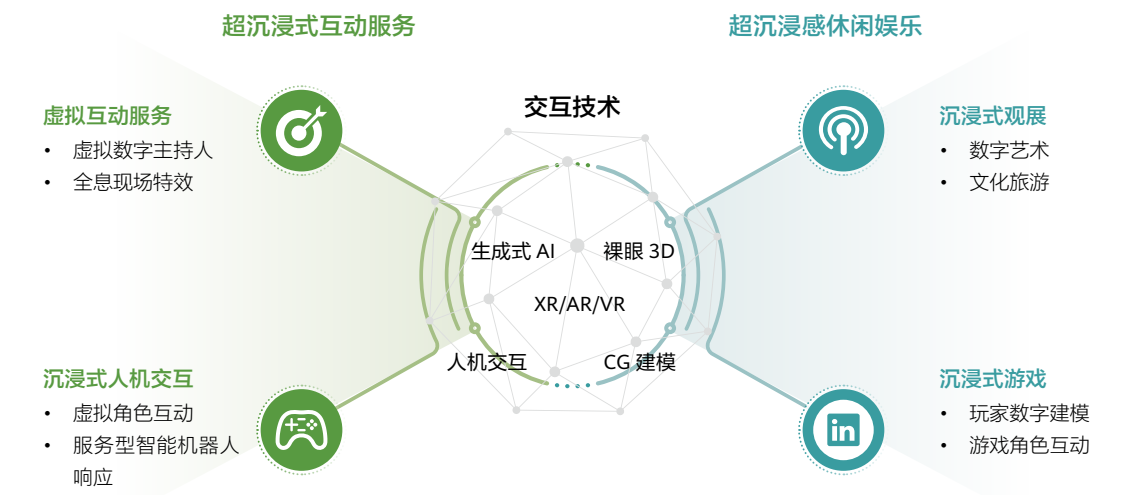 超沉浸式互动服务
超沉浸感休闲娱乐
虚拟互动服务
• 虚拟数字主持人
• 全息现场特效
交互技术
沉浸式观展
• 数字艺术
• 文化旅游
生成式 AI
裸眼 3D
XR/AR/VR
人机交互
CG 建模
沉浸式人机交互
• 虚拟角色互动
• 服务型智能机器人
响应
沉浸式游戏
• 玩家数字建模
• 游戏角色互动
in